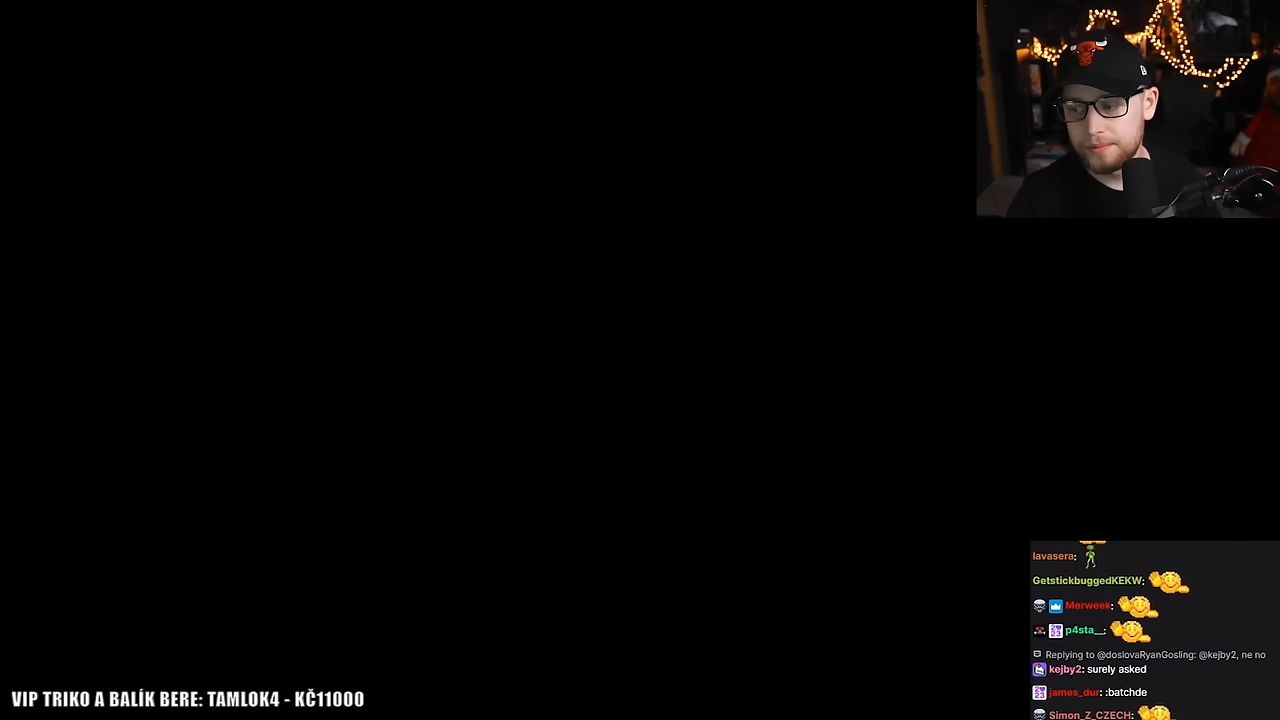 lavasera:
GetstickbuggedKEKW:
Merweek:
p4sta__:
Replying to @doslovaRyanGosling: @kejby2, ne no
kejby2: surely asked
james_dur: :batchde
Simon_Z_CZECH:
VIP TRIKO A BALÍK BERE: TAMLOK4 - KČ11000